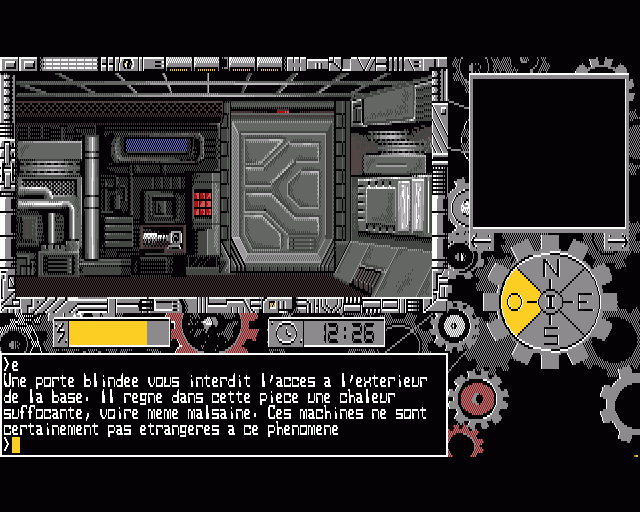 N
O I E
S
12:26
>e
Une porte blindee vous interdit l'acces a l'exterieur
de la base. Il regne dans cette piece une chaleur
suffocante, voire meme malsaine. Ces machines ne sont
certainement pas etrangeres a ce phenomene
>